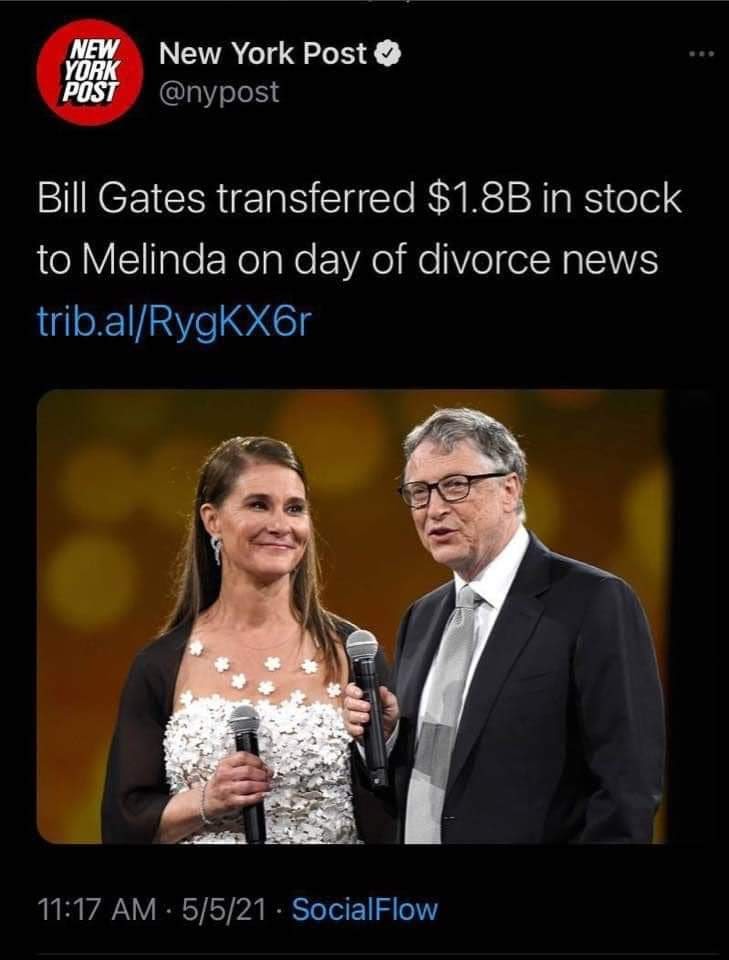 NEW
YORK
POST
New York Post
@nypost
Bill Gates transferred $1.8B in stock
to Melinda on day of divorce news
trib.al/RygKX6r
11:17 AM · 5/5/21 · SocialFlow